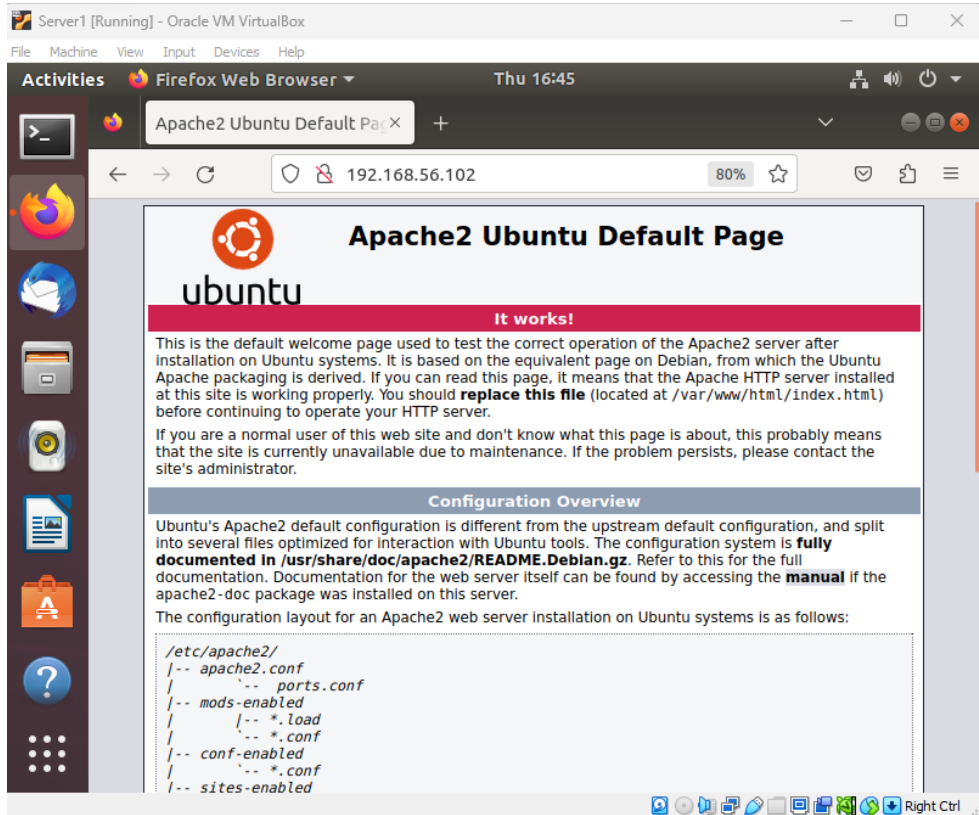 Server1 [Running] - Oracle VM VirtualBox
File Machine View Input Devices Help
Activities Firefox Web Browser Thu 16:45
Apache2 Ubuntu Default Pag
192.168.56.102 80%
ubuntu
Apache2 Ubuntu Default Page
It works!
This is the default welcome page used to test the correct operation of the Apache2 server after
installation on Ubuntu systems. It is based on the equivalent page on Debian, from which the Ubuntu
Apache packaging is derived. If you can read this page, it means that the Apache HTTP server installed
at this site is working properly. You should replace this file (located at /var/www/html/index.html)
before continuing to operate your HTTP server.
If you are a normal user of this web site and don't know what this page is about, this probably means
that the site is currently unavailable due to maintenance. If the problem persists, please contact the
site's administrator.
Configuration Overview
Ubuntu's Apache2 default configuration is different from the upstream default configuration, and split
into several files optimized for interaction with Ubuntu tools. The configuration system is fully
documented in /usr/share/doc/apache2/README.Debian.gz. Refer to this for the full
documentation. Documentation for the web server itself can be found by accessing the manual if the
apache2-doc package was installed on this server.
The configuration layout for an Apache2 web server installation on Ubuntu systems is as follows:
/etc/apache2/
|-- apache2.conf
|       `--  ports.conf
|-- mods-enabled
|       |-- *.load
|       `-- *.conf
|-- conf-enabled
|       `-- *.conf
|-- sites-enabled
Right Ctrl